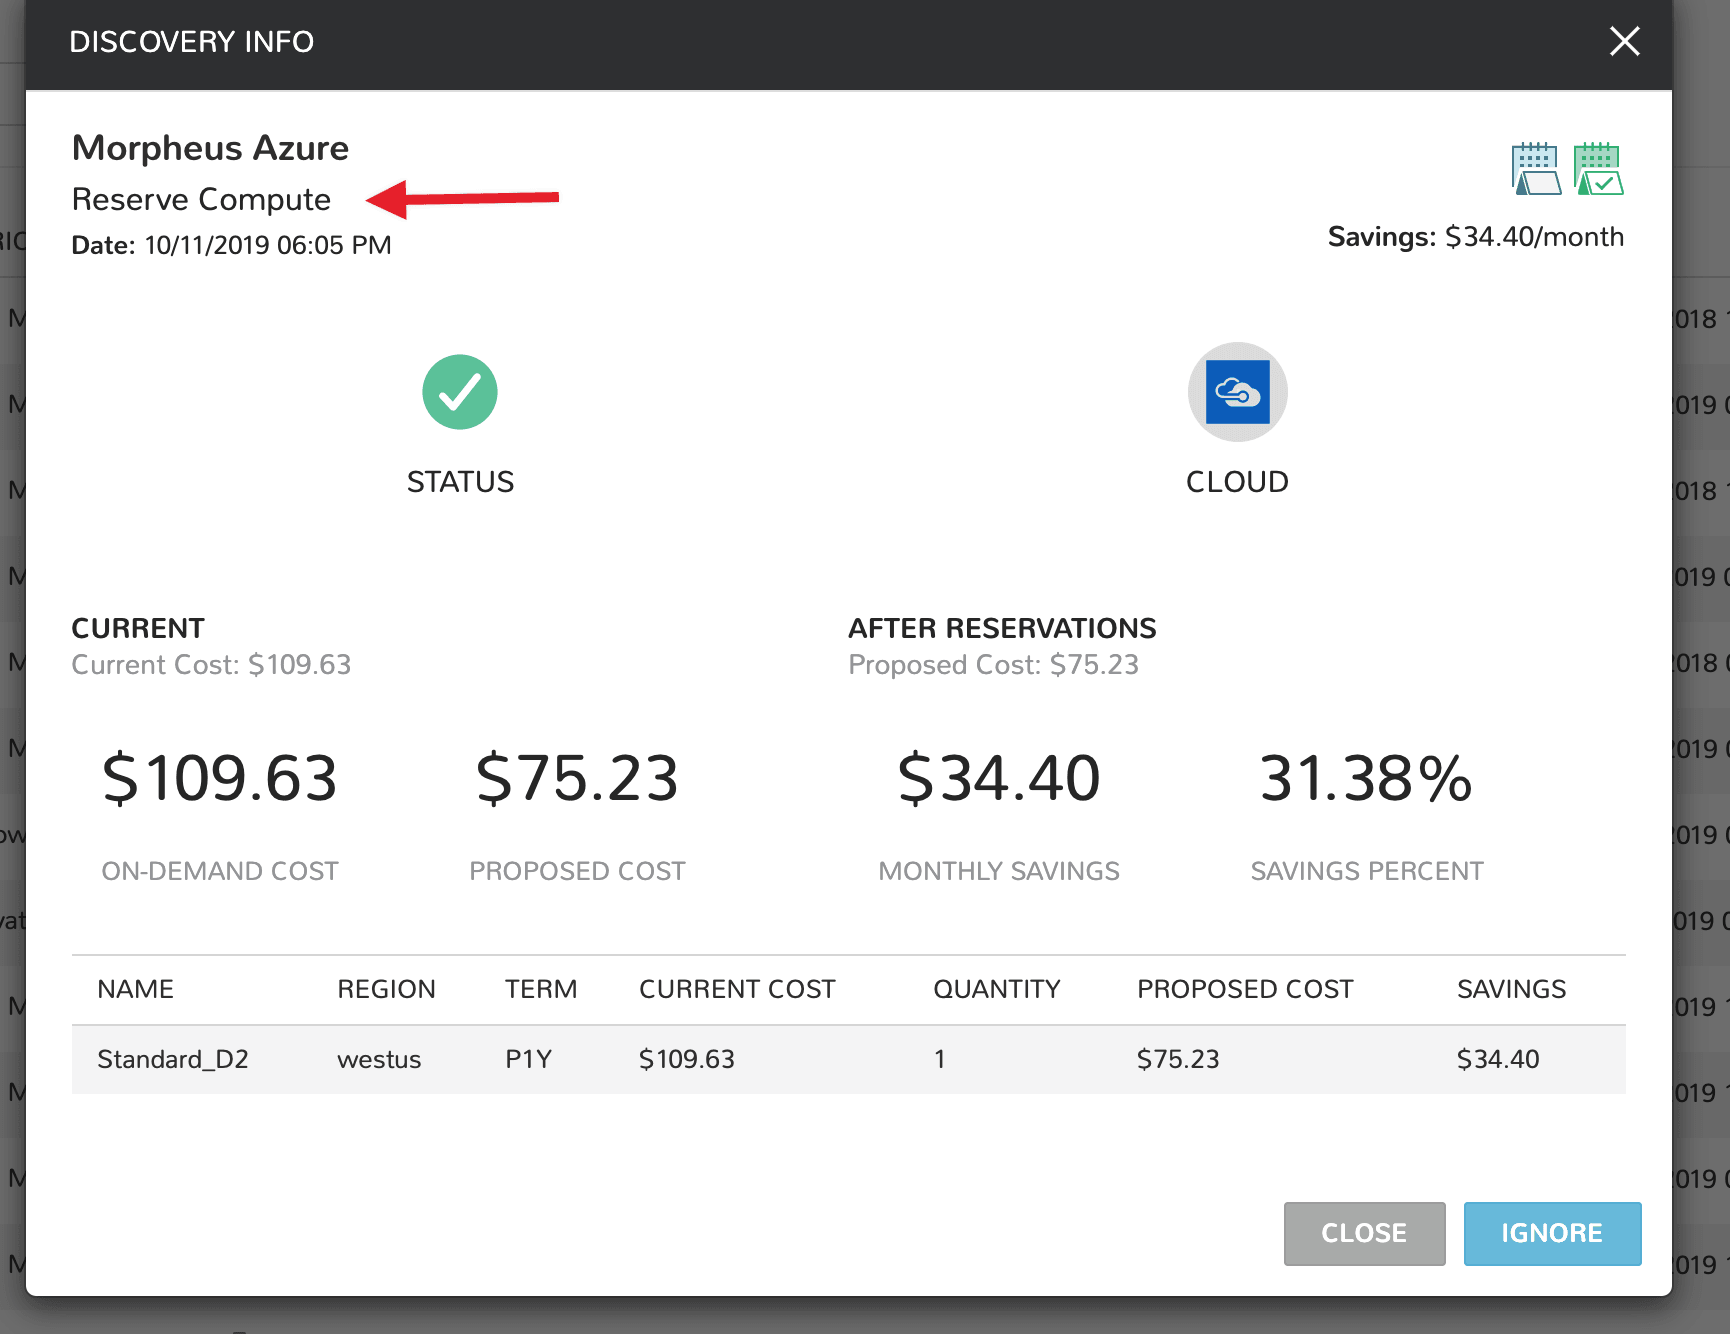 DISCOVERY INFO
Morpheus Azure
Reserve Compute
Date: 10/11/2019 06:05 PM
Savings: $34.40/month
STATUS
CLOUD
CURRENT
Current Cost: $109.63
AFTER RESERVATIONS
Proposed Cost: $75.23
$109.63
ON-DEMAND COST
$75.23
PROPOSED COST
$34.40
MONTHLY SAVINGS
31.38%
SAVINGS PERCENT
NAME REGION TERM CURRENT COST QUANTITY PROPOSED COST SAVINGS
Standard_D2 westus P1Y $109.63 1 $75.23 $34.40
CLOSE
IGNORE